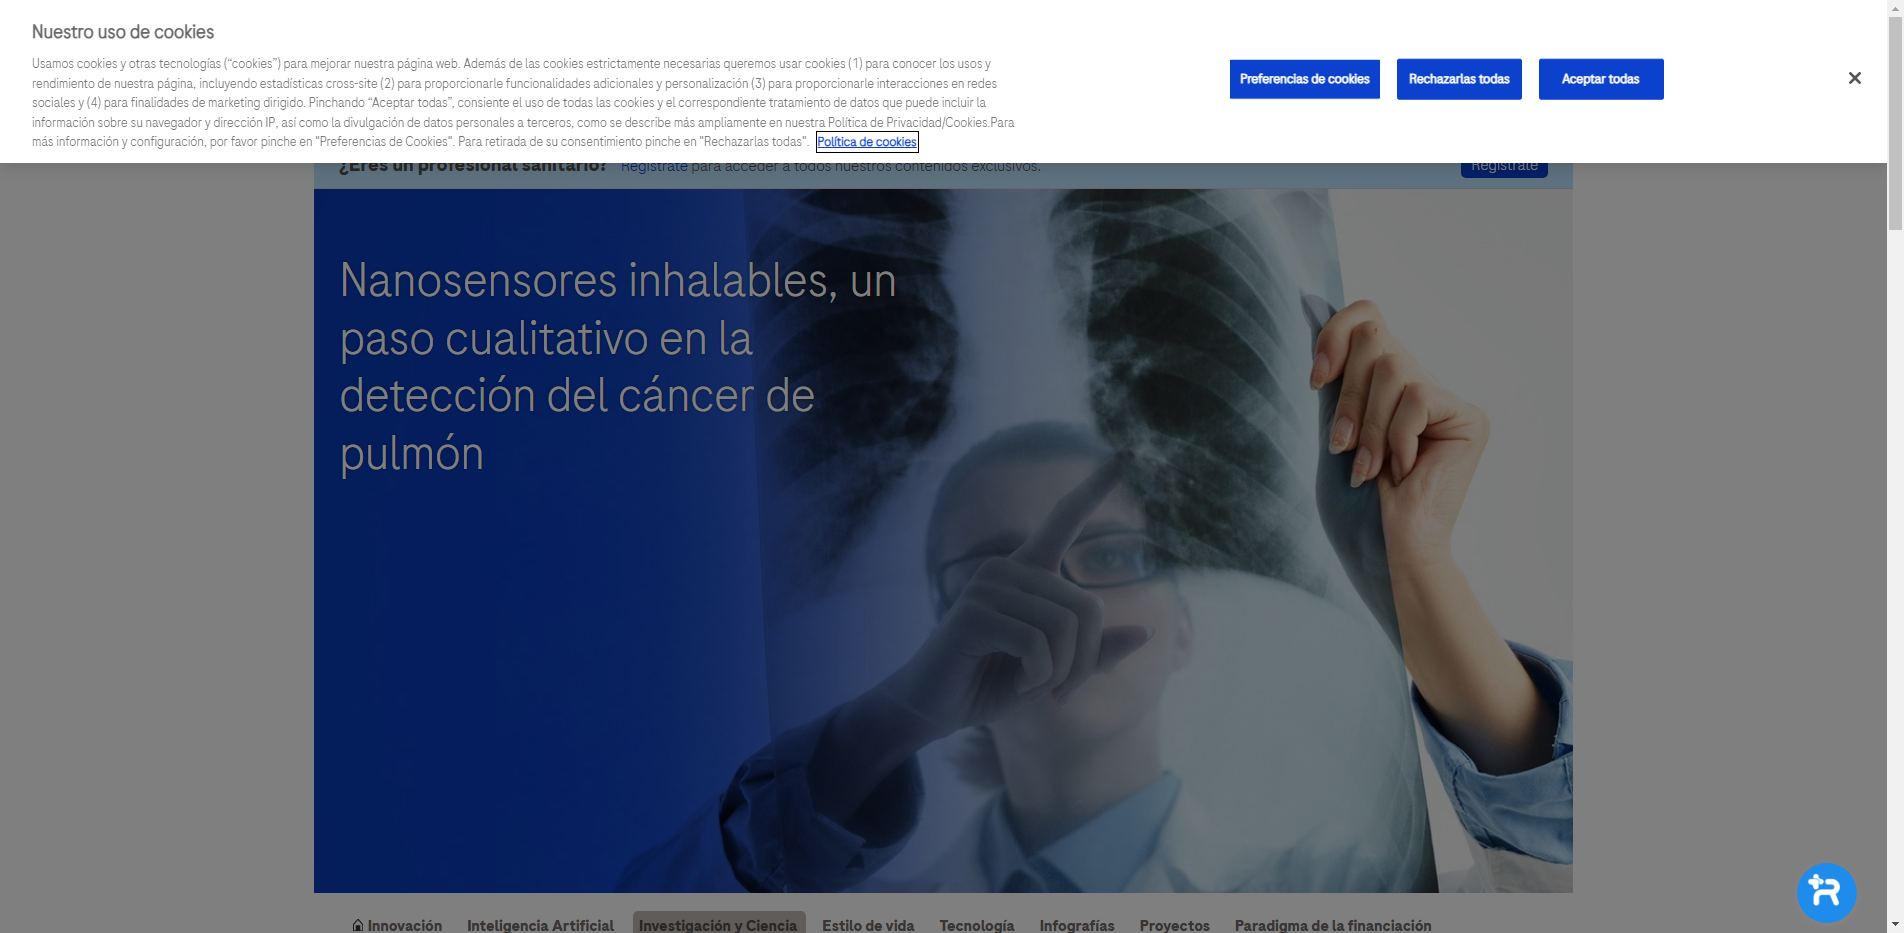 Nuestro uso de cookies
Usamos cookies y otras tecnologías (“cookies”) para mejorar nuestra página web. Además de las cookies estrictamente necesarias queremos usar cookies (1) para conocer los usos y
rendimiento de nuestra página, incluyendo estadísticas cross-site (2) para proporcionarle funcionalidades adicionales y personalización (3) para proporcionarle interacciones en redes
sociales y (4) para finalidades de marketing dirigido. Pinchando “Aceptar todas”, consiente el uso de todas las cookies y el correspondiente tratamiento de datos que puede incluir la
información sobre su navegador y dirección IP, así como la divulgación de datos personales a terceros, como se describe más ampliamente en nuestra Política de Privacidad/Cookies.Para
más información y configuración, por favor pinche en "Preferencias de Cookies". Para retirada de su consentimiento pinche en "Rechazarlas todas". Política de cookies
Preferencias de cookies
Rechazarlas todas
Aceptar todas
¿Eres un profesional sanitario? Regístrate para acceder a todos nuestros contenidos exclusivos.
Regístrate
Nanosensores inhalables, un
paso cualitativo en la
detección del cáncer de
pulmón
Innovación Inteligencia Artificial Investigación y Ciencia Estilo de vida Tecnología Infografías Proyectos Paradigma de la financiación